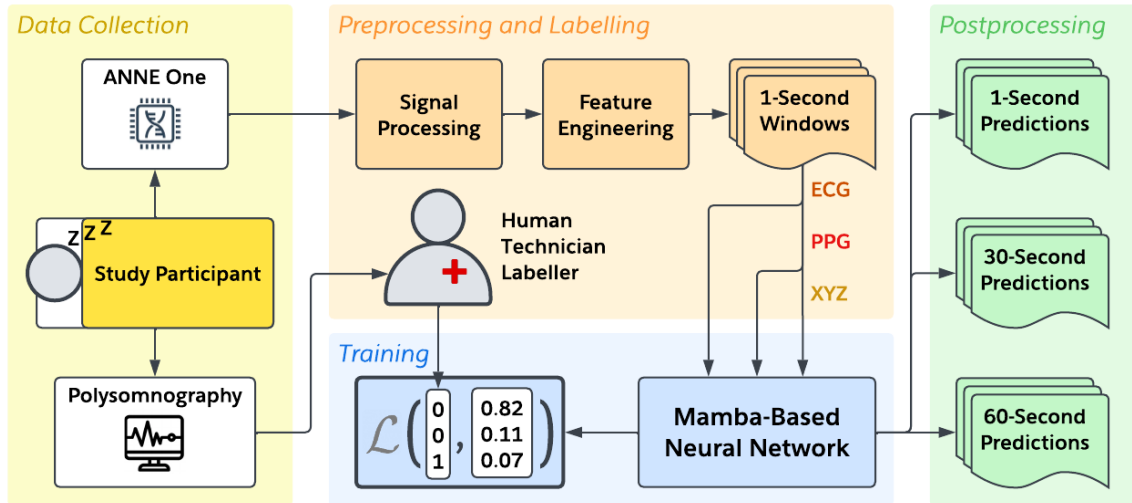 Data Collection
ANNE One
z z z
Study Participant
Polysomnography
Preprocessing and Labelling
Signal
Processing
Feature
Engineering
1-Second
Windows
Human
Technician
Labeller
ECG
PPG
XYZ
Training
ℒ ( 0 0 1 , 0.82 0.11 0.07 )
Mamba-Based
Neural Network
Postprocessing
1-Second
Predictions
30-Second
Predictions
60-Second
Predictions